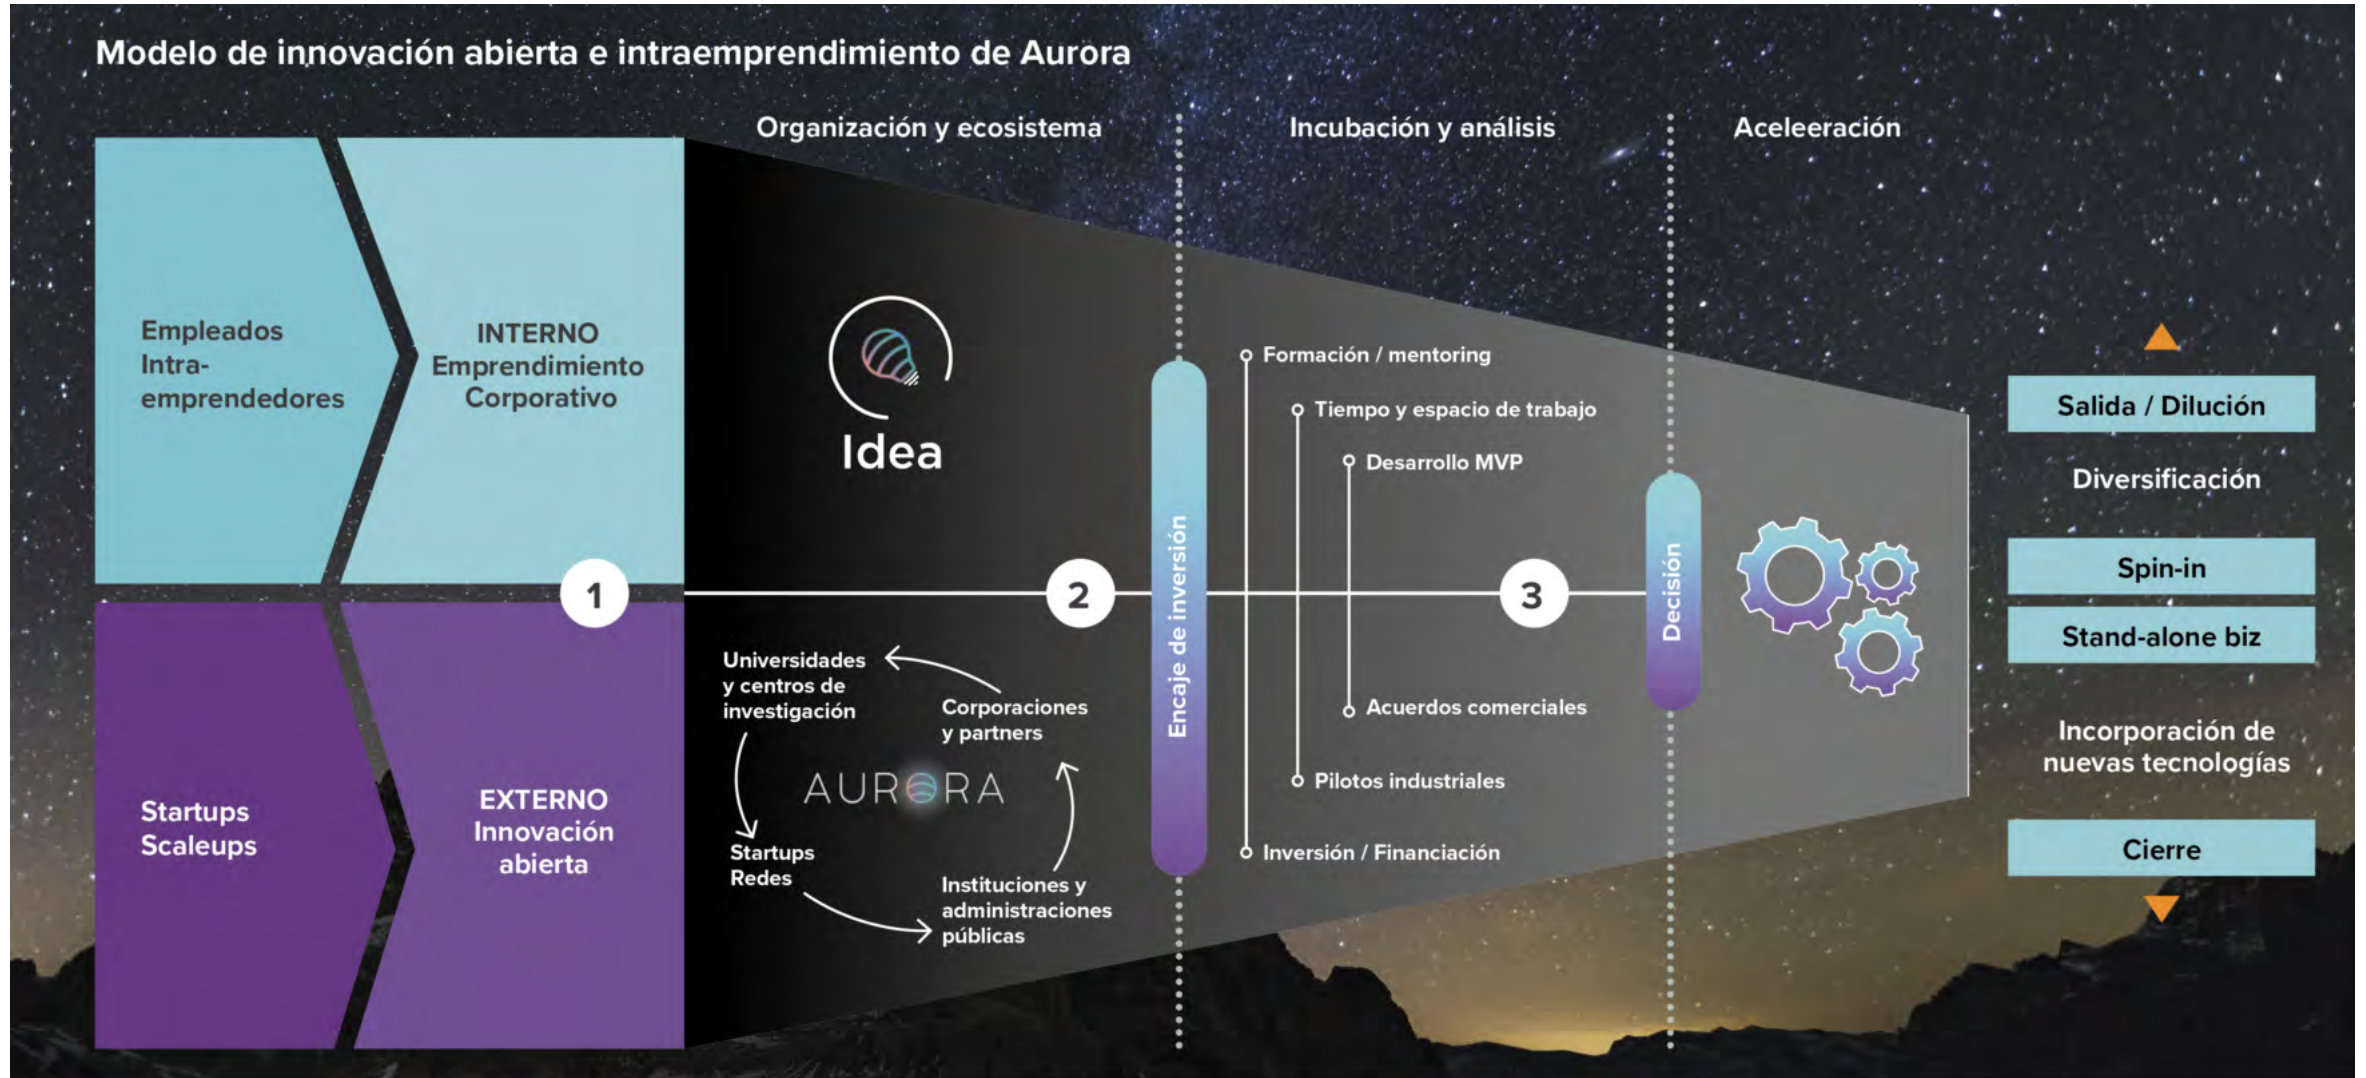 Modelo de innovación abierta e intraemprendimiento de Aurora
Organización y ecosistema
Incubación y análisis
Aceleeración
Empleados
Intra-
emprendedores
INTERNO
Emprendimiento
Corporativo
Startups
Scaleups
EXTERNO
Innovación
abierta
1
Idea
Universidades
y centros de
investigación
Corporaciones
y partners
AURORA
Startups
Redes
Instituciones y
administraciones
públicas
2
Encaje de inversión
Formación / mentoring
Tiempo y espacio de trabajo
Desarrollo MVP
3
Acuerdos comerciales
Pilotos industriales
Inversión / Financiación
Decisión
Salida / Dilución
Diversificación
Spin-in
Stand-alone biz
Incorporación de
nuevas tecnologías
Cierre